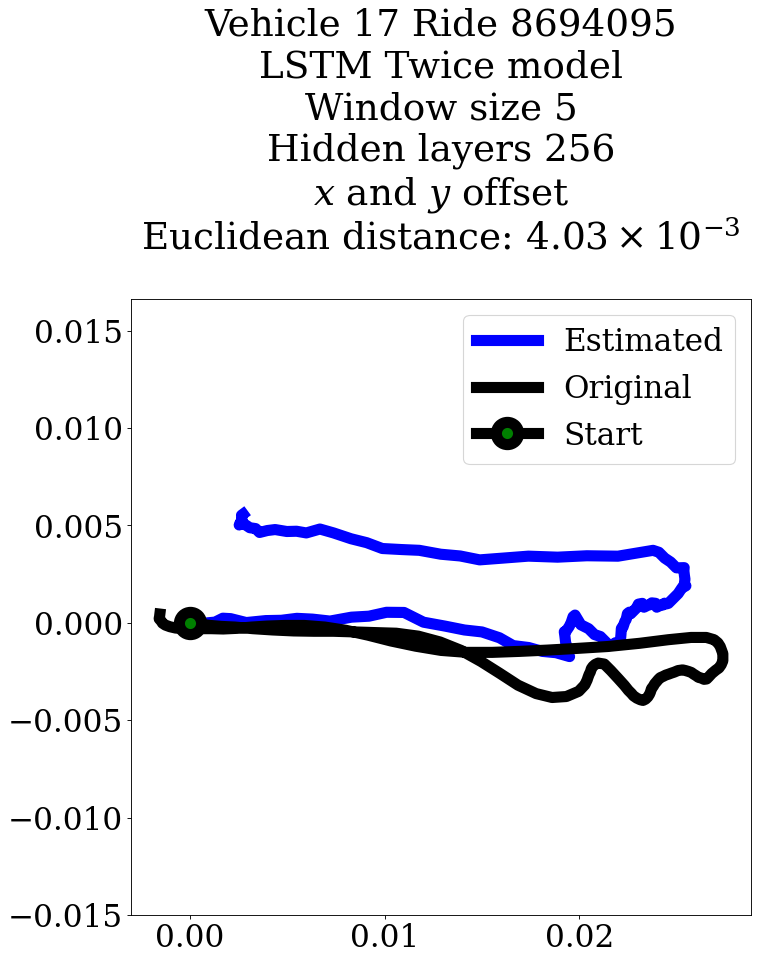 Vehicle 17 Ride 8694095
LSTM Twice model
Window size 5
Hidden layers 256
x and y offset
Euclidean distance: 4.03 × 10⁻³
0.015
Estimated
Original
0.010
Start
0.005
0.000
−0.005
−0.010
−0.015
0.00 0.01 0.02